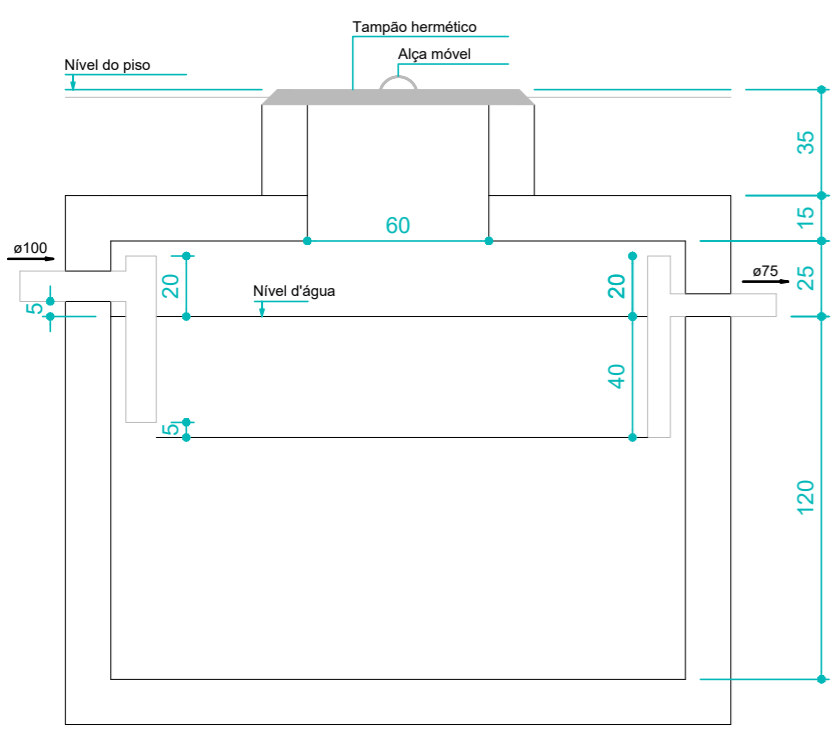 Tampão hermético
Alça móvel
Nível do piso
35
15
60
ø100
20
20
ø75
25
Nível d'água
5
40
5
120